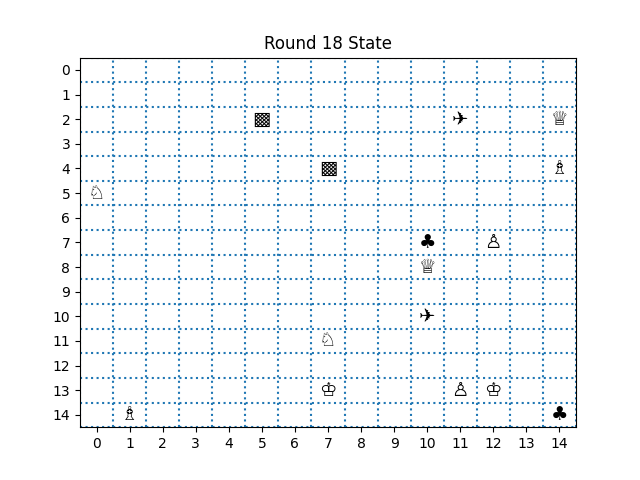 Round 18 State
0
1
2 ▩ ✈ ♕
3
4 ▩ ♗
5 ♘
6
7 ♣ ♙
8 ♕
9
10 ✈
11 ♘
12
13 ♔ ♙ ♔
14 ♗ ♣
0 1 2 3 4 5 6 7 8 9 10 11 12 13 14